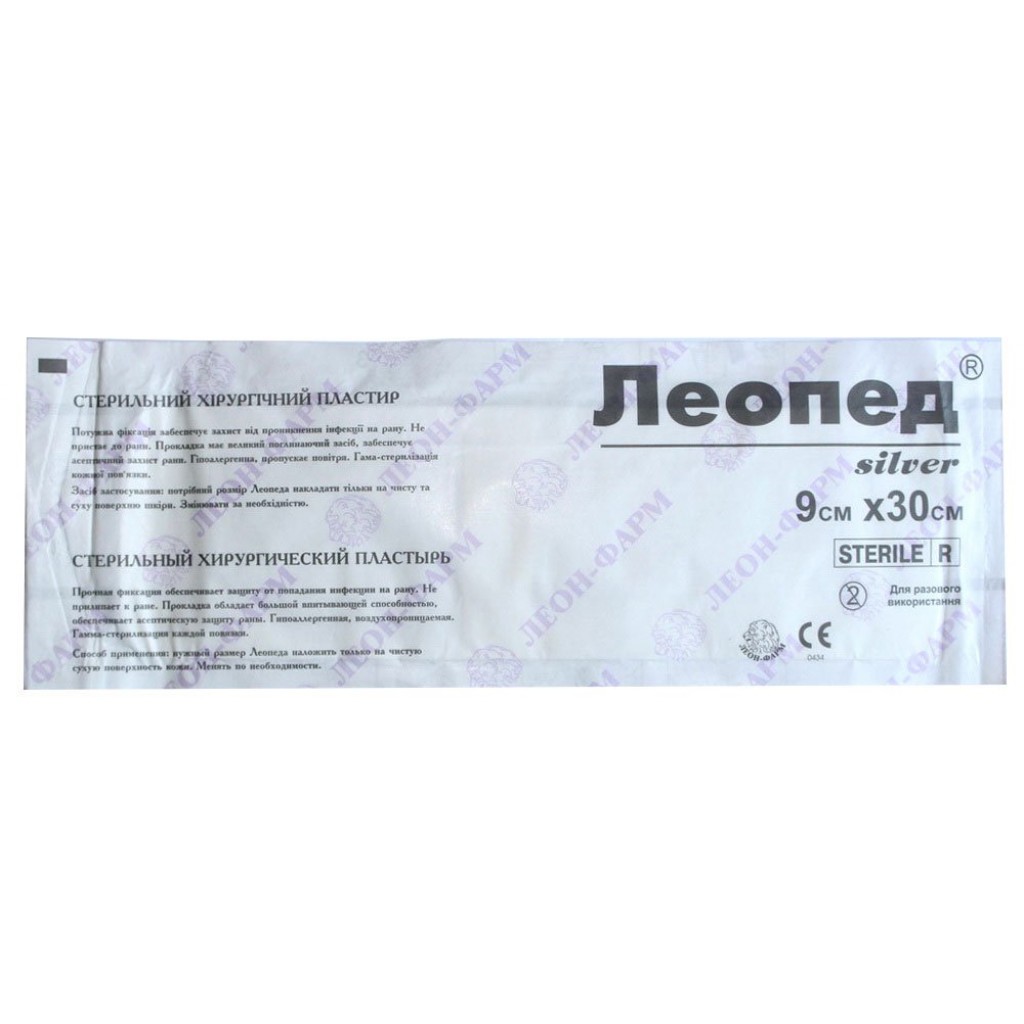 СТЕРИЛЬНИЙ ХІРУРГІЧНИЙ ПЛАСТИР
Потужна фіксація забезпечує захист від проникнення інфекції на рану. Не
пристає до рани. Прокладка має великий поглинаючий засіб, забезпечує
асептичний захист рани. Гіпоалергенна, пропускає повітря. Гама-стерилізація
кожної пов'язки.
Засіб застосування: потрібний розмір Леопеда накладати тільки на чисту та
суху поверхню шкіри. Змінювати за необхідністю.
СТЕРИЛЬНЫЙ ХИРУРГИЧЕСКИЙ ПЛАСТЫРЬ
Прочная фиксация обеспечивает защиту от попадания инфекции на рану. Не
прилипает к ране. Прокладка обладает большой впитывающей способностью,
обеспечивает асептическую защиту раны. Гипоаллергенная, воздухопроницаемая.
Гамма-стерилизация каждой повязки.
Способ применения: нужный размер Леопеда наложить только на чистую
сухую поверхность кожи. Менять по необходимости.
Леопед®
silver
9см х30см
STERILE R
2
Для разового
використання
ЛЕОН-ФАРМ
CE
0434
ЛЕОН-ФАРМ